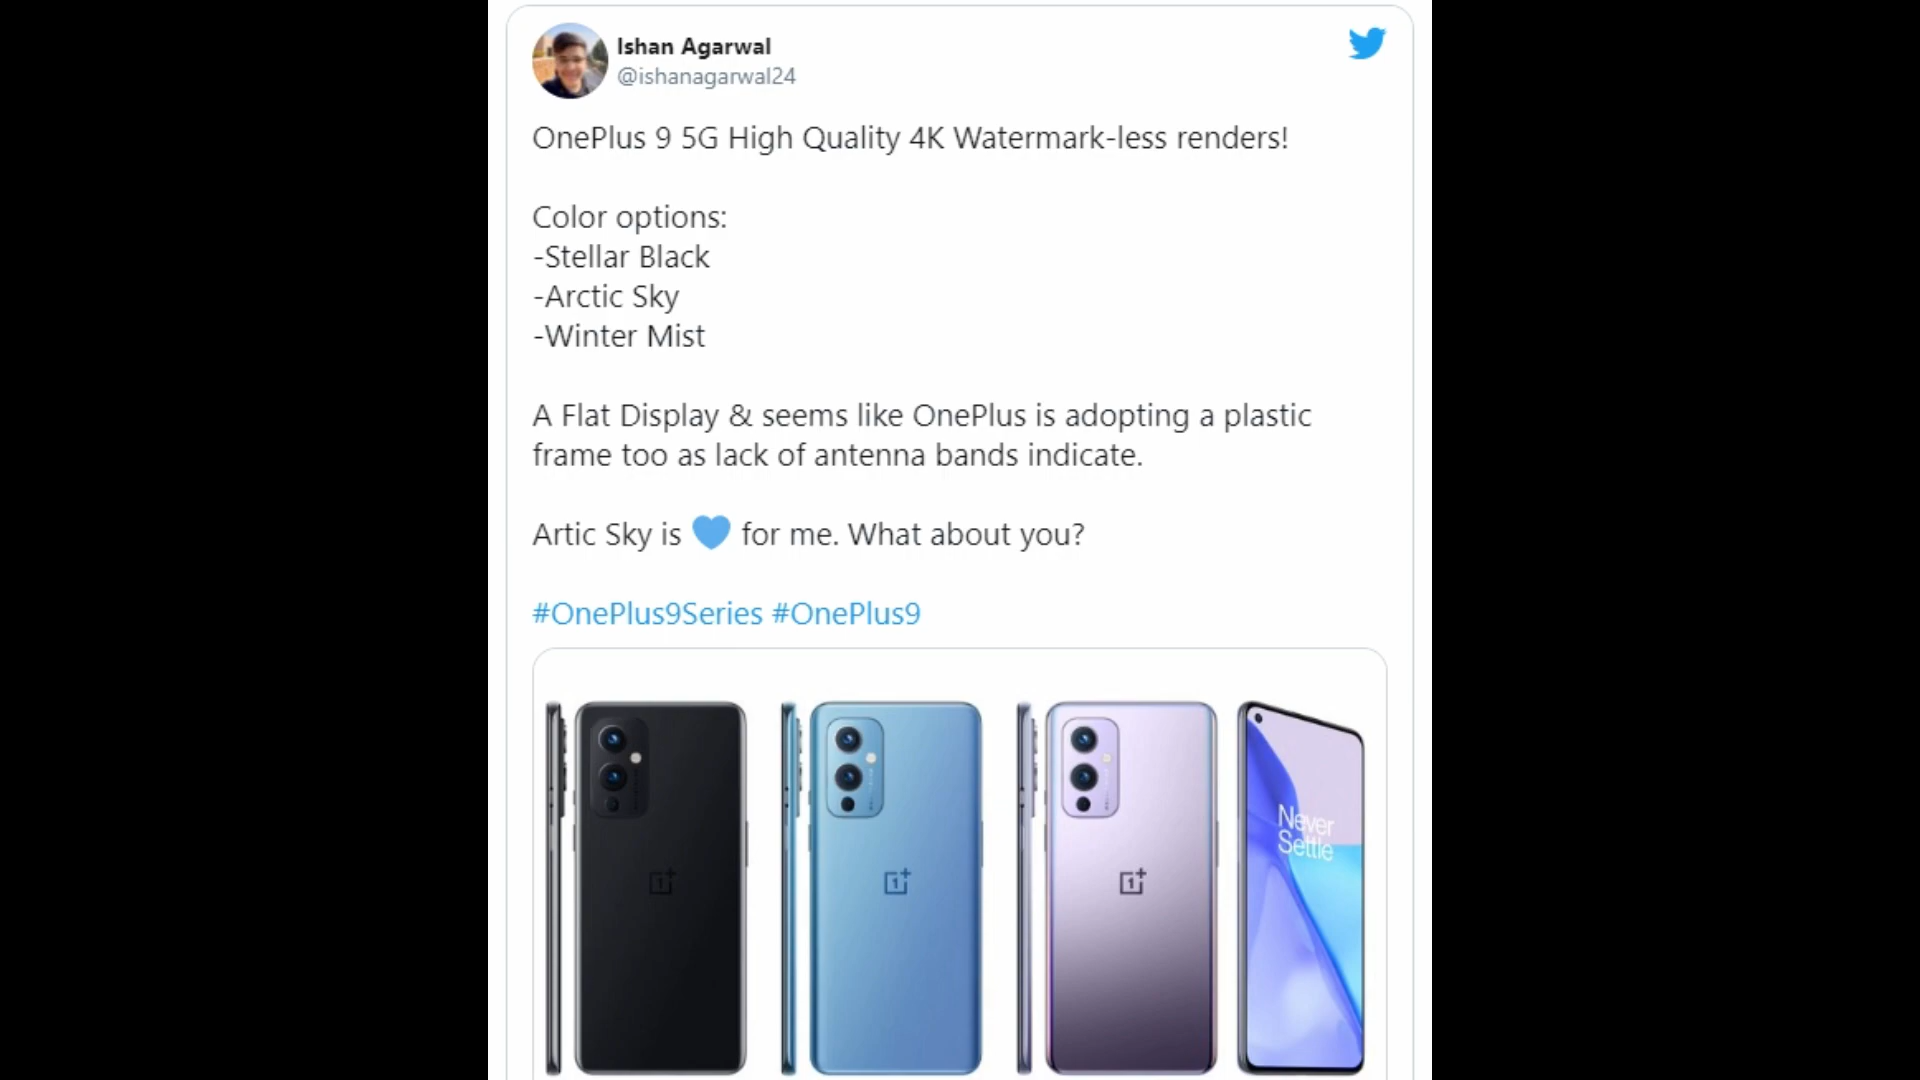 Ishan Agarwal
@ishanagarwal24
OnePlus 9 5G High Quality 4K Watermark-less renders!
Color options:
-Stellar Black
-Arctic Sky
-Winter Mist
A Flat Display & seems like OnePlus is adopting a plastic
frame too as lack of antenna bands indicate.
Artic Sky is 💙 for me. What about you?
#OnePlus9Series #OnePlus9
Never
Settle